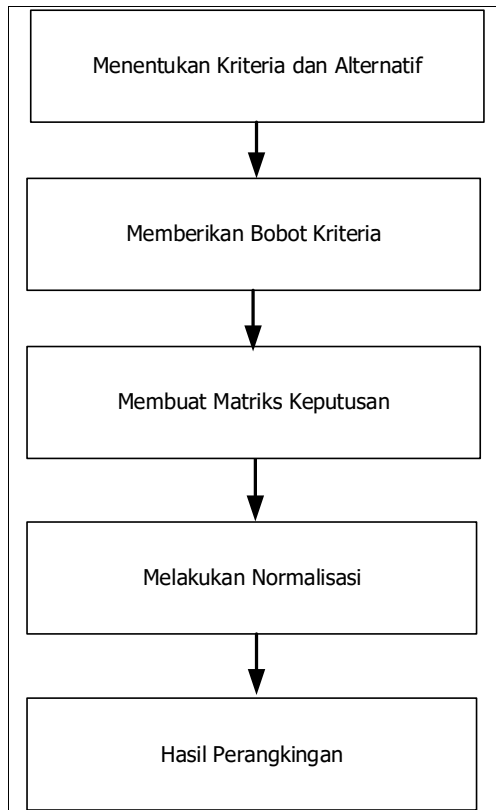 Menentukan Kriteria dan Alternatif
Memberikan Bobot Kriteria
Membuat Matriks Keputusan
Melakukan Normalisasi
Hasil Perangkingan